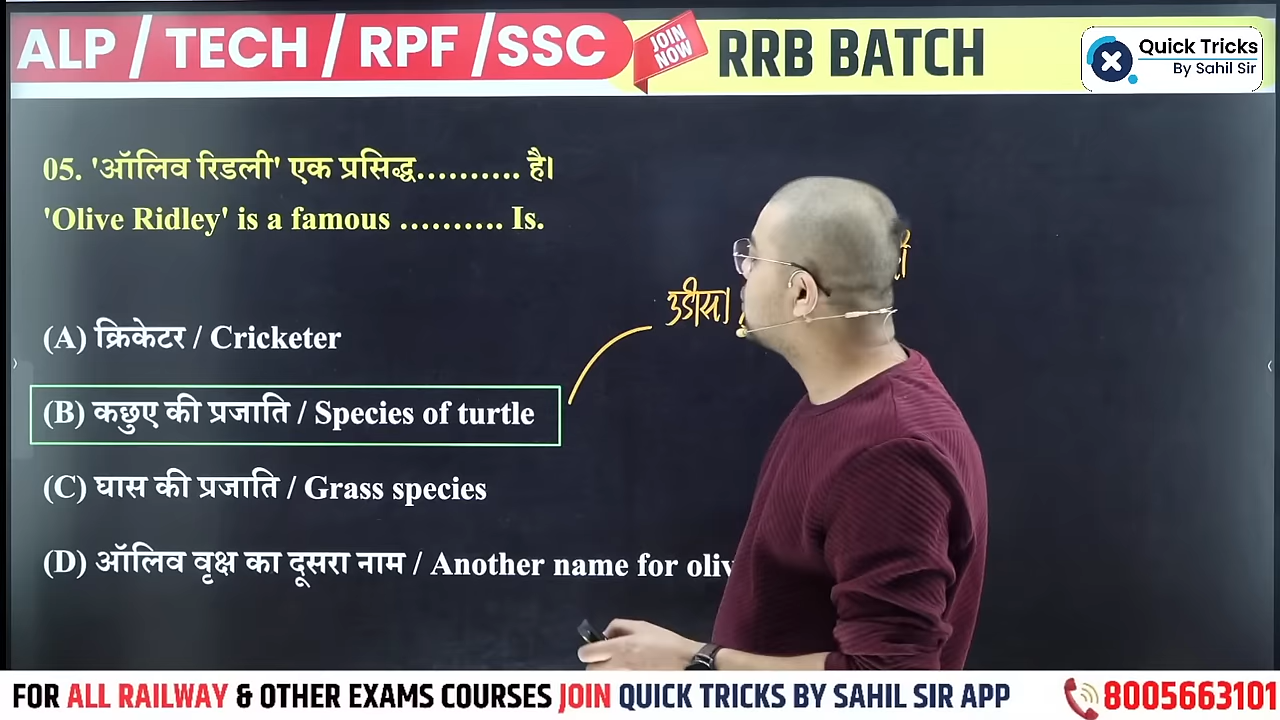 ALP / TECH / RPF / SSC
JOIN
NOW
RRB BATCH
Quick Tricks
By Sahil Sir
05. 'ऑलिव रिडली' एक प्रसिद्ध.......... है।
'Olive Ridley' is a famous .......... Is.
उडीसा
(A) क्रिकेटर / Cricketer
(B) कछुए की प्रजाति / Species of turtle
(C) घास की प्रजाति / Grass species
(D) ऑलिव वृक्ष का दूसरा नाम / Another name for
FOR ALL RAILWAY & OTHER EXAMS COURSES JOIN QUICK TRICKS BY SAHIL SIR APP
8005663101